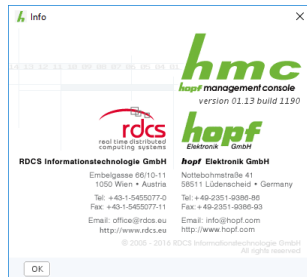 Info
hmc
hopf management console
version 01.13 build 1190
rdcs
real time distributed
computing systems
hopf
Elektronik GmbH
RDCS Informationstechnologie GmbH
Embelgasse 66/10-11
1050 Wien • Austria
Tel: +43-1-5455077-0
Fax: +43-1-5455077-11
Email: office@rdcs.eu
http://www.rdcs.eu
hopf Elektronik GmbH
Nottebohmstraße 41
58511 Lüdenscheid • Germany
Tel:+49-2351-9386-86
Fax: +49-2351-9386-93
Email: info@hopf.com
http://www.hopf.com
© 2008 - 2014 RDCS Informationstechnologie GmbH
All rights reserved
OK